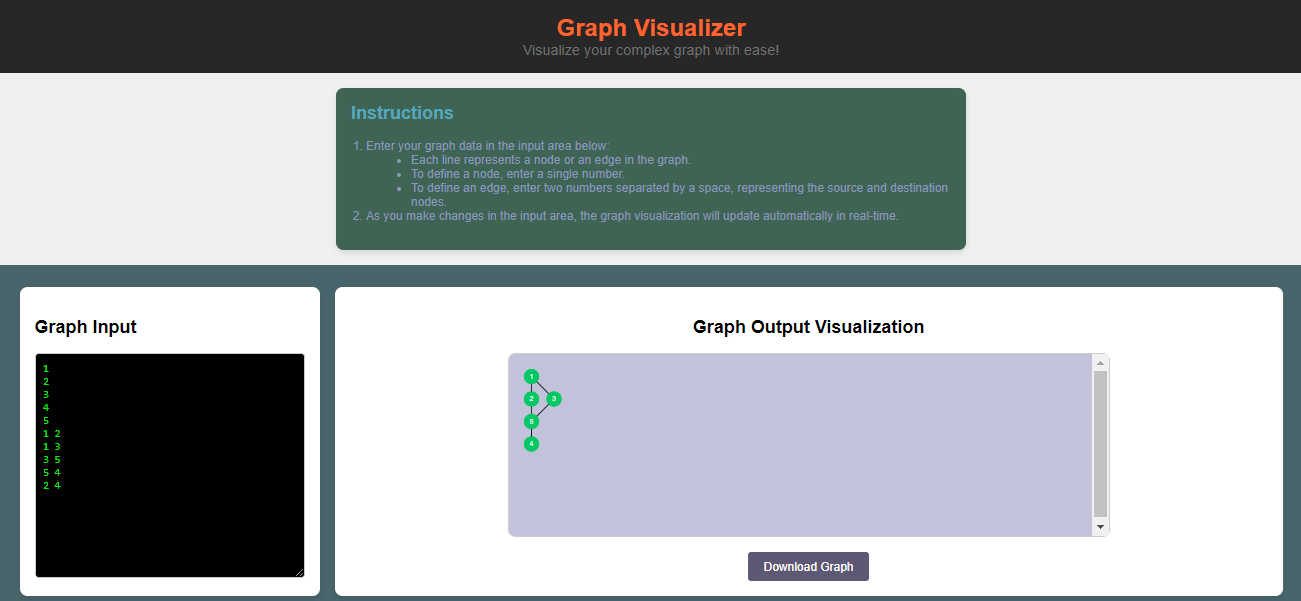 Graph Visualizer
Visualize your complex graph with ease!
Instructions
1. Enter your graph data in the input area below:
• Each line represents a node or an edge in the graph.
• To define a node, enter a single number.
• To define an edge, enter two numbers separated by a space, representing the source and destination
nodes.
2. As you make changes in the input area, the graph visualization will update automatically in real-time.
Graph Input
1
2
3
4
5
1 2
1 3
3 5
5 4
2 4
Graph Output Visualization
1
2 3
5
4
Download Graph